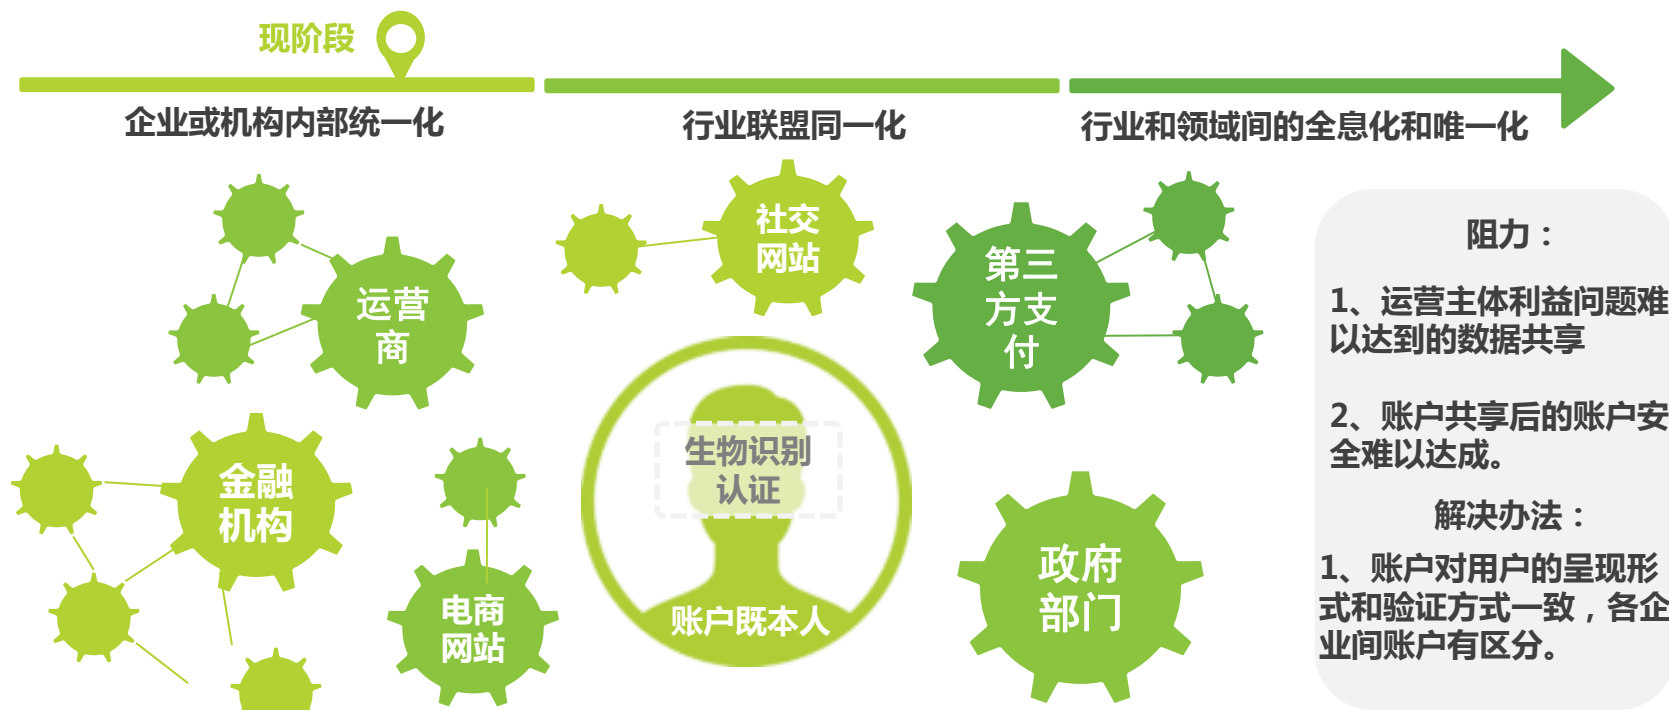 现阶段
企业或机构内部统一化
行业联盟同一化
行业和领域间的全息化和唯一化
运营
商
金融
机构
电商
网站
社交
网站
生物识别
认证
账户既本人
第三
方支
付
政府
部门
阻力：
1、运营主体利益问题难
以达到的数据共享
2、账户共享后的账户安
全难以达成。
解决办法：
1、账户对用户的呈现形
式和验证方式一致，各企
业间账户有区分。